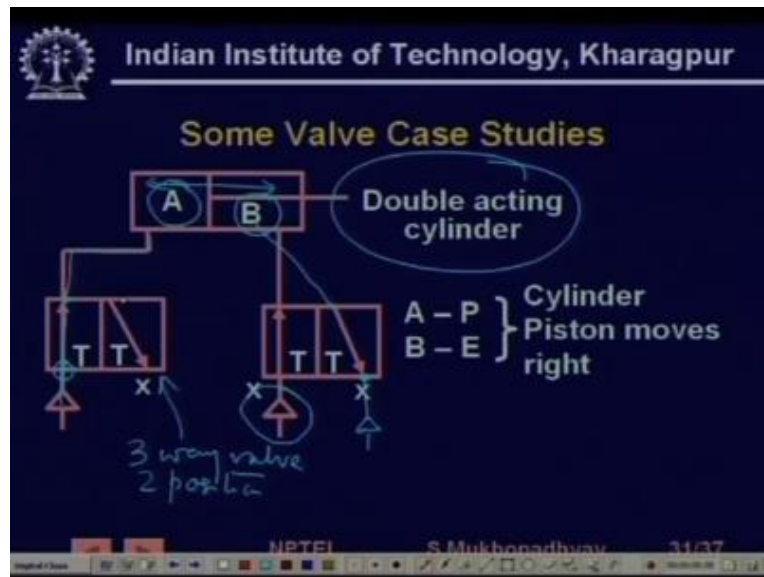 Indian Institute of Technology, Kharagpur
Some Valve Case Studies
A
B
Double acting
cylinder
A – P
B – E
Cylinder
Piston moves
right
T T
T T
x
x
x
3 way valve
2 positin
NPTEL
S.Mukhopadhyay
31/37